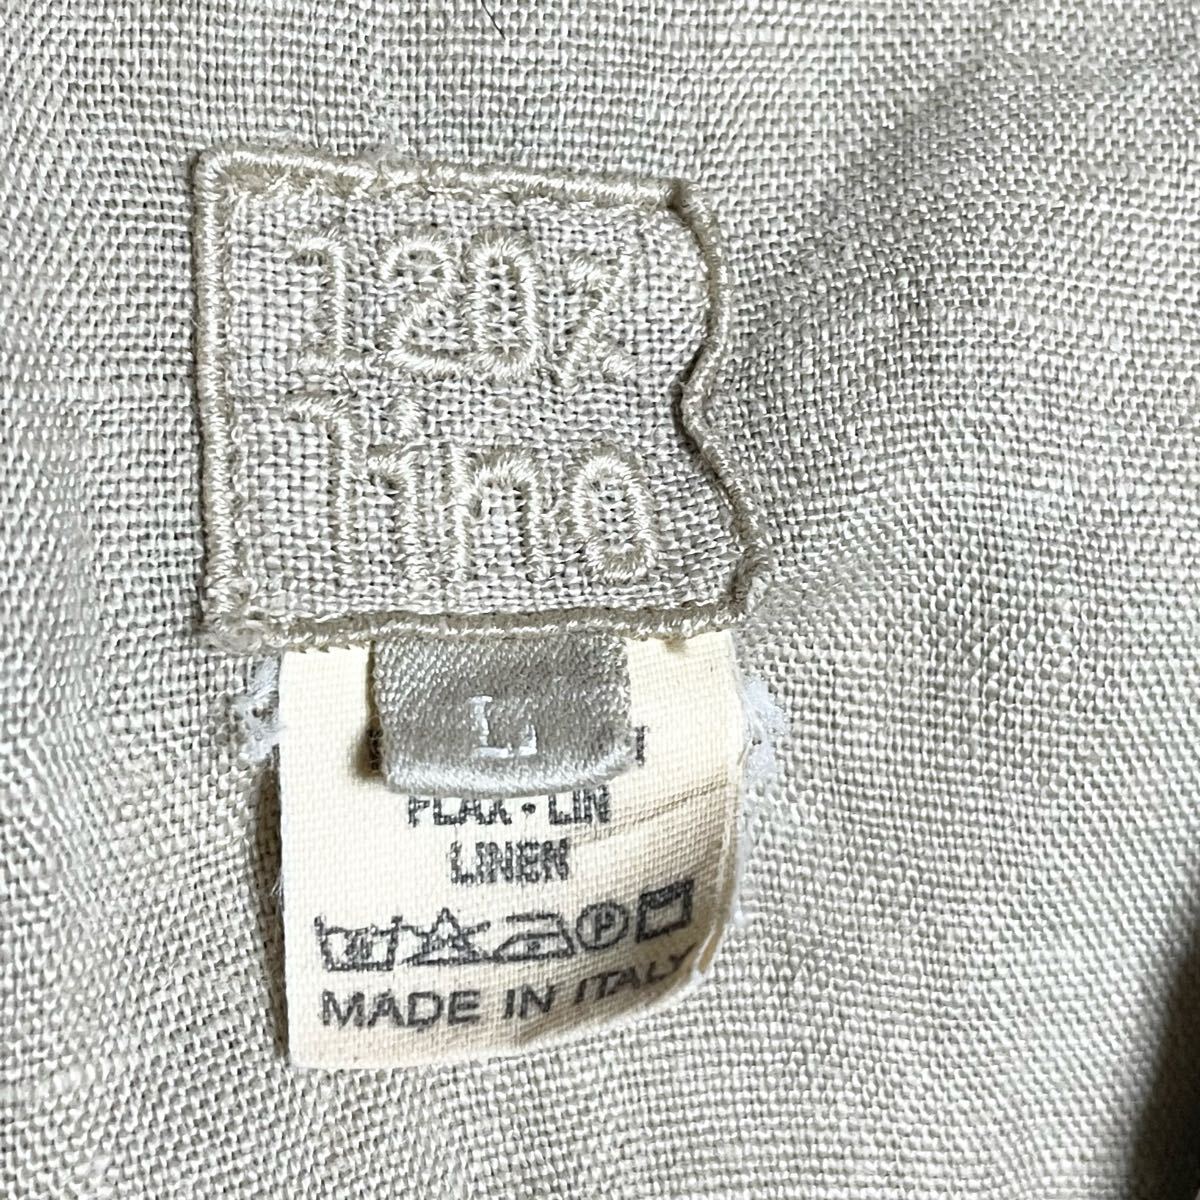 120%
lino
L
FLAX · LIN
LINEN
P
MADE IN ITALY